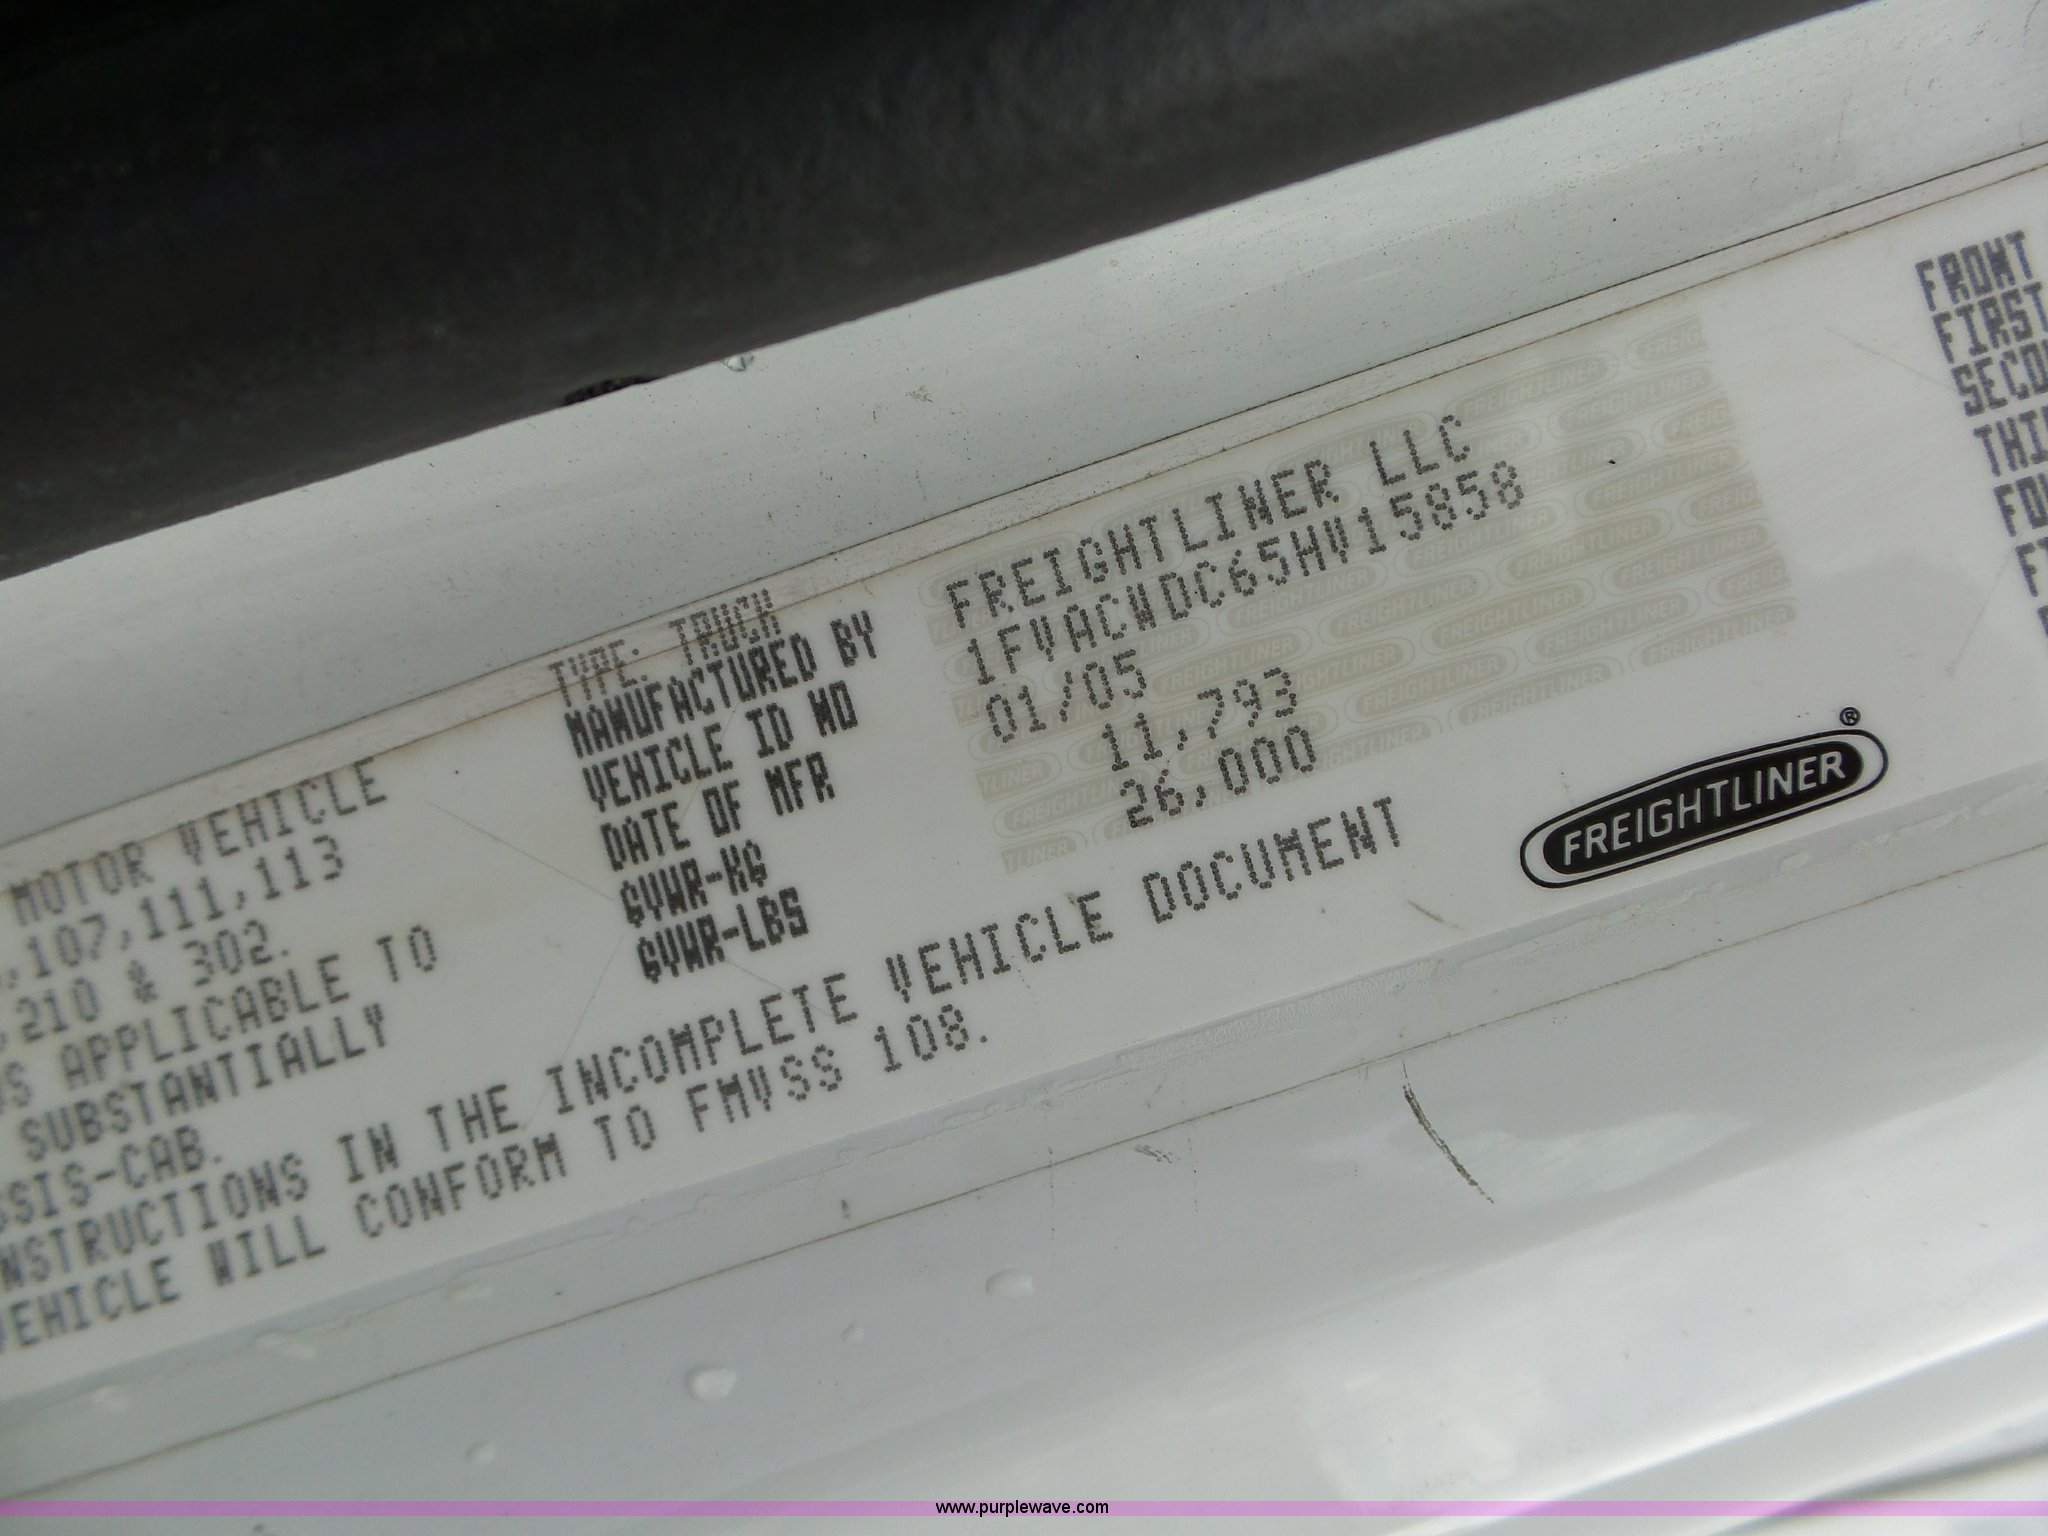 TYPE: TRUCK
MANUFACTURED BY FREIGHTLINER LLC
VEHICLE ID NO 1FVACWDC65HV15858
DATE OF MFR 01/05
GVWR-KG 11,793
GVWR-LBS 26,000
MOTOR VEHICLE
107,111,113
210 & 302.
APPLICABLE TO
SUBSTANTIALLY
SSIS-CAB.
NSTRUCTIONS IN THE INCOMPLETE VEHICLE DOCUMENT
VEHICLE WILL CONFORM TO FMVSS 108.
FREIGHTLINER®
FRONT
FIRST
SECO
THI
FOU
www.purplewave.com